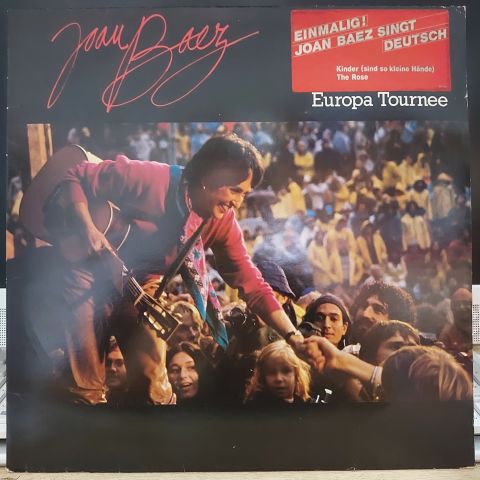 Joan Baez
EINMALIG!
JOAN BAEZ SINGT
DEUTSCH
Kinder (sind so kleine Hände)
The Rose
Europa Tournee